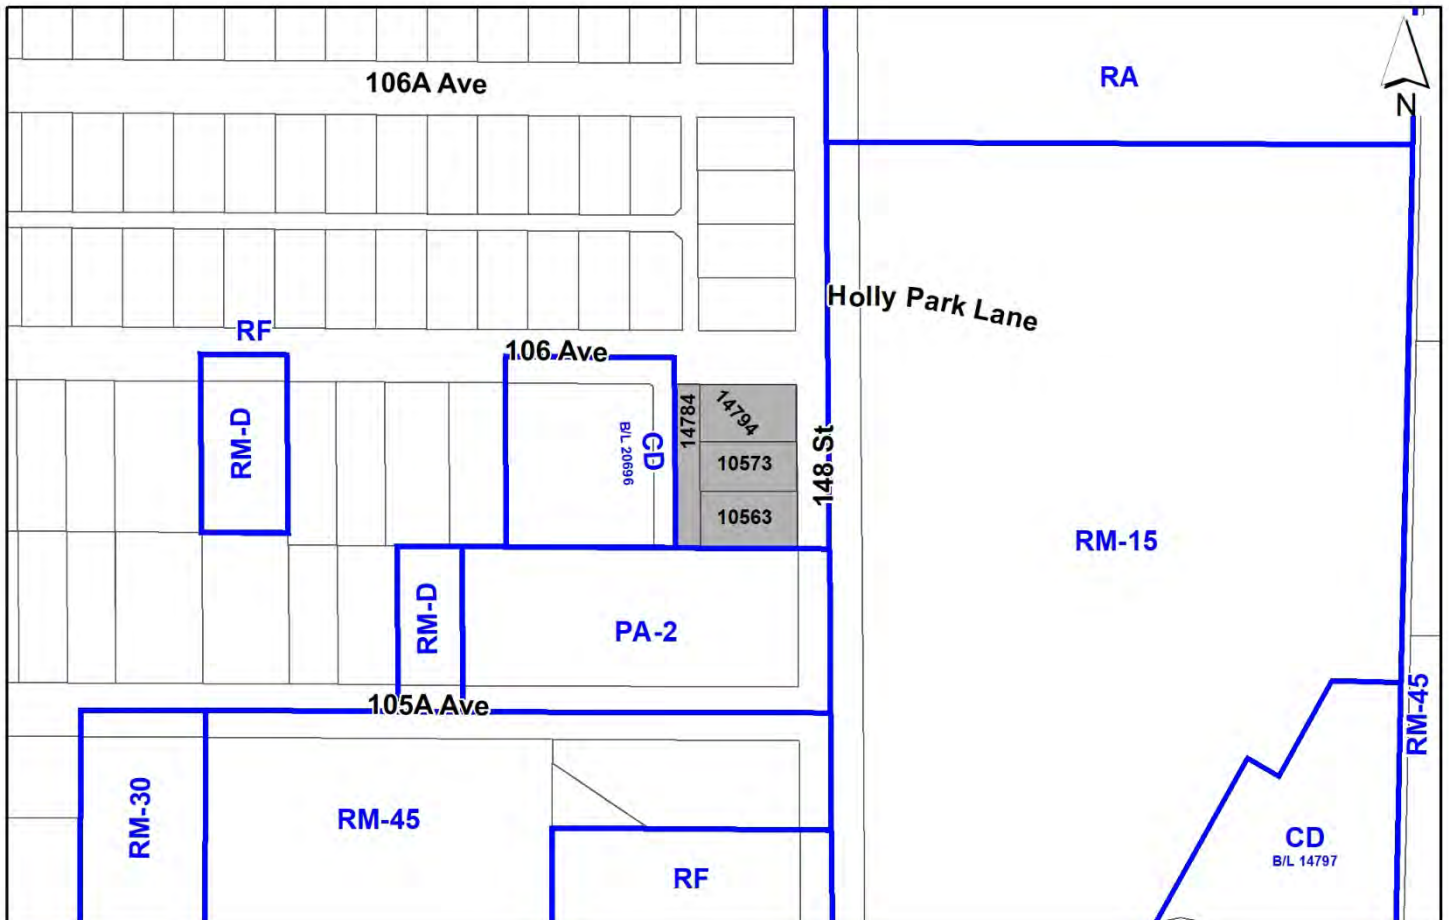 106A Ave
RA
N
Holly Park Lane
RF
106 Ave
RM-D
CD
B/L 20696
14784
14794
10573
10563
148 St
RM-15
RM-D
PA-2
105A Ave
RM-45
RM-30
RM-45
CD
B/L 14797
RF